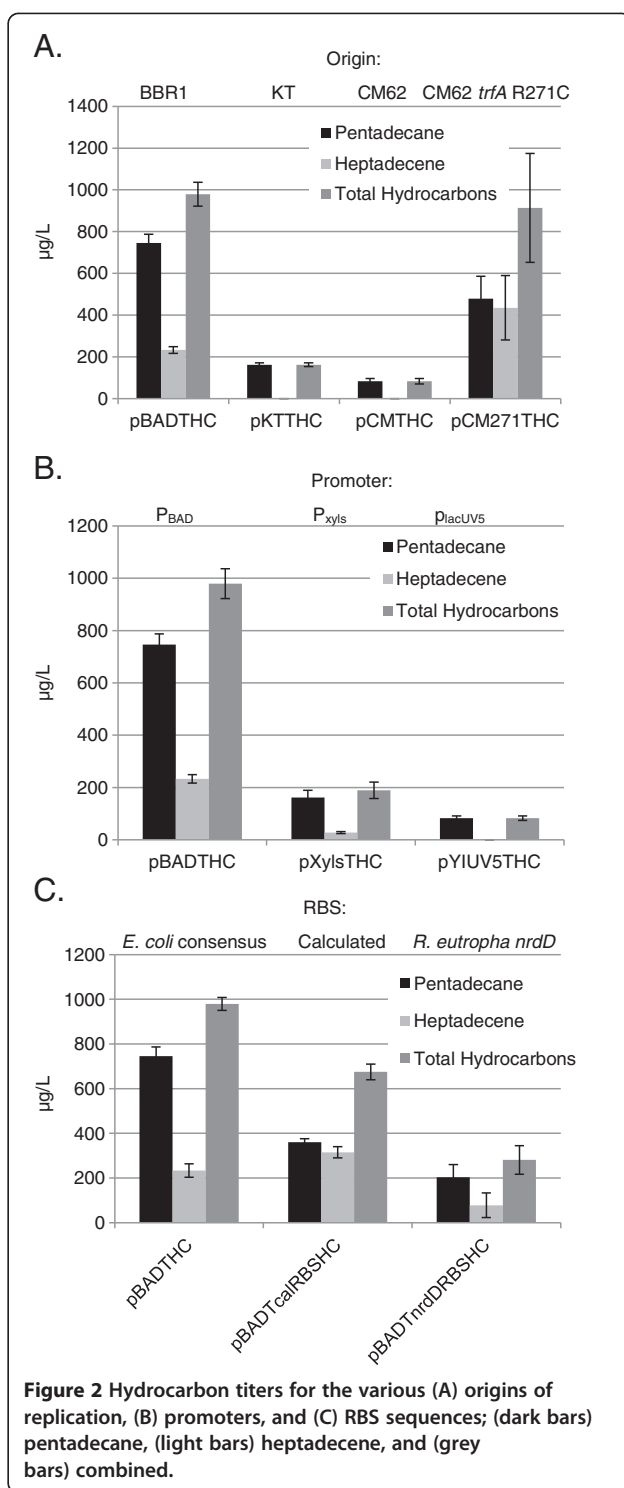 A.
Origin:
BBR1 KT CM62 CM62 trfA R271C
1400
1200
1000
800
600
400
200
0
µg/L
Pentadecane
Heptadecene
Total Hydrocarbons
pBADTHC pKTTHC pCMTHC pCM271THC
B.
Promoter:
PBAD Pxyls placUV5
1200
1000
800
600
400
200
0
µg/L
Pentadecane
Heptadecene
Total Hydrocarbons
pBADTHC pXylsTHC pYIUV5THC
C.
RBS:
E. coli consensus Calculated R. eutropha nrdD
1200
1000
800
600
400
200
0
µg/L
Pentadecane
Heptadecene
Total Hydrocarbons
pBADTHC pBADTcalRBSHC pBADTnrdDRBSHC
Figure 2 Hydrocarbon titers for the various (A) origins of
replication, (B) promoters, and (C) RBS sequences; (dark bars)
pentadecane, (light bars) heptadecene, and (grey
bars) combined.